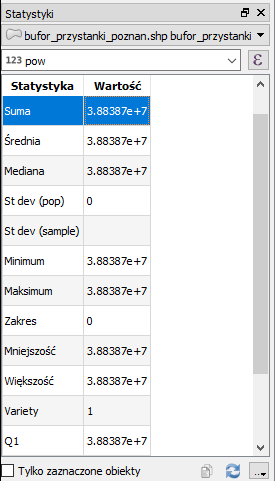 Statystyki
bufor_przystanki_poznan.shp bufor_przystanki
123 pow
ε
Statystyka Wartość
Suma 3.88387e+7
Średnia 3.88387e+7
Mediana 3.88387e+7
St dev (pop) 0
St dev (sample)
Minimum 3.88387e+7
Maksimum 3.88387e+7
Zakres 0
Mniejszość 3.88387e+7
Większość 3.88387e+7
Variety 1
Q1 3.88387e+7
Tylko zaznaczone obiekty ...